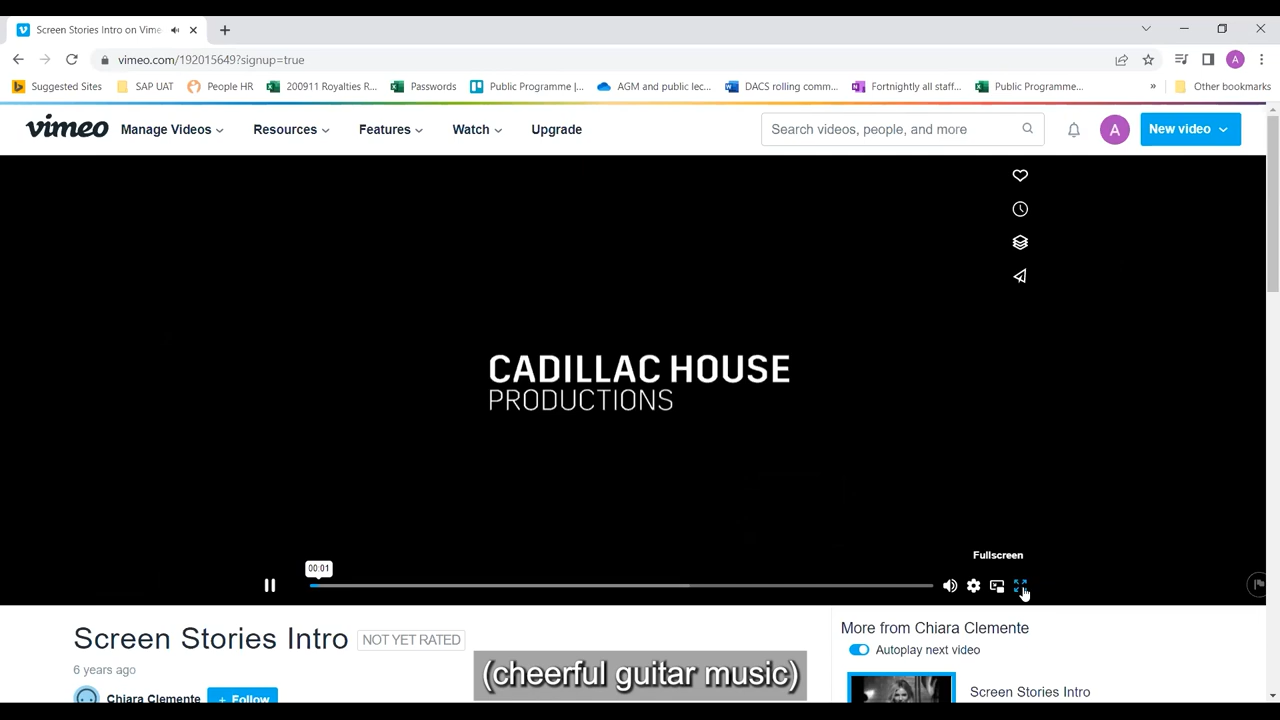 Screen Stories Intro on Vime
vimeo.com/192015649?signup=true
Suggested Sites SAP UAT People HR 200911 Royalties R... Passwords Public Programme |... AGM and public lec... DACS rolling comm... Fortnightly all staff... Public Programme... » Other bookmarks
A
vimeo Manage Videos Resources Features Watch Upgrade Search videos, people, and more A New video
CADILLAC HOUSE
PRODUCTIONS
Fullscreen
00:01
Screen Stories Intro NOT YET RATED
6 years ago
Chiara Clemente + Follow
More from Chiara Clemente
Autoplay next video
Screen Stories Intro
(cheerful guitar music)